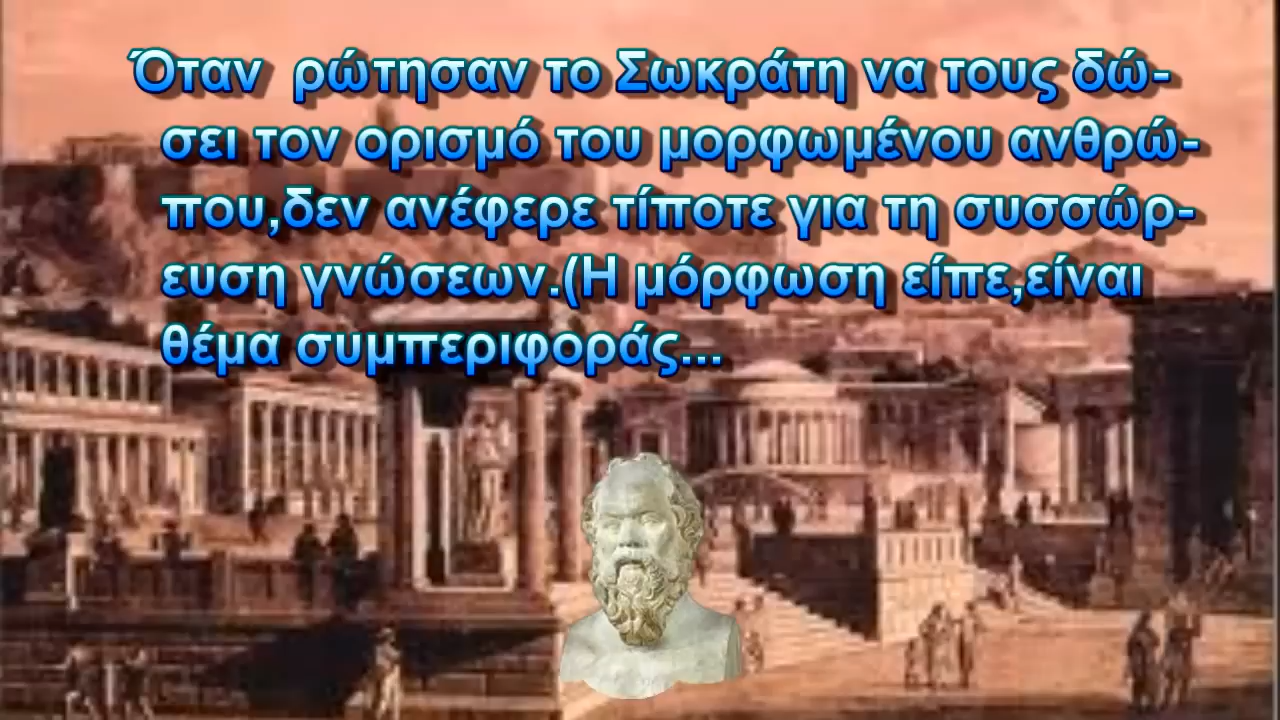 Όταν  ρώτησαν το Σωκράτη να τους δώ-
σει τον ορισμό του μορφωμένου ανθρώ-
που,δεν ανέφερε τίποτε για τη συσσώρ-
ευση γνώσεων.(Η μόρφωση είπε,είναι
θέμα συμπεριφοράς...